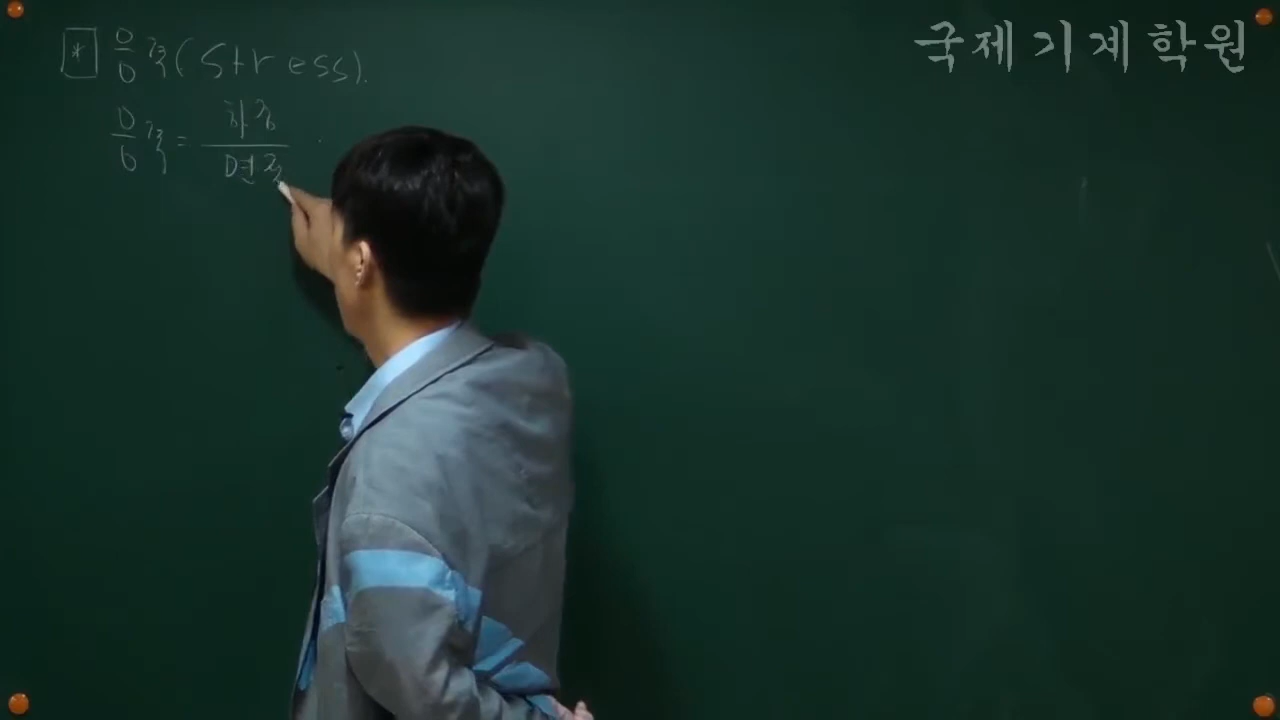 국제기계학원
* 응력(Stress).
응력 = 하중
면적